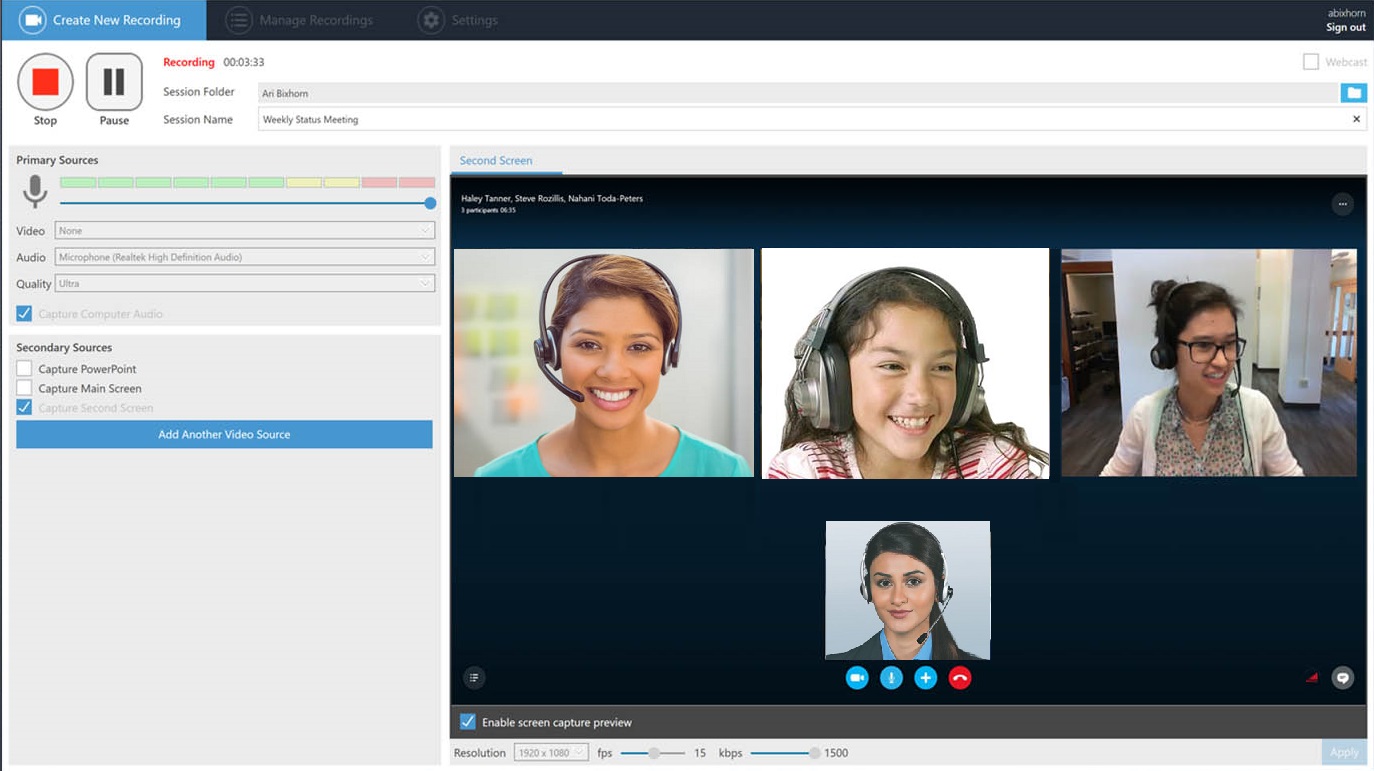 Create New Recording
Manage Recordings
Settings
abixhorn
Sign out
Recording 00:03:33
Webcast
Session Folder
Ari Bixhorn
Stop
Pause
Session Name
Weekly Status Meeting
Primary Sources
Video
None
Audio
Microphone (Realtek High Definition Audio)
Quality
Ultra
Capture Computer Audio
Secondary Sources
Capture PowerPoint
Capture Main Screen
Capture Second Screen
Add Another Video Source
Second Screen
Haley Tanner, Steve Rozillis, Nahani Toda-Peters
3 participants 06:35
Enable screen capture preview
Resolution 1920 x 1080 fps 15 kbps 1500
Apply